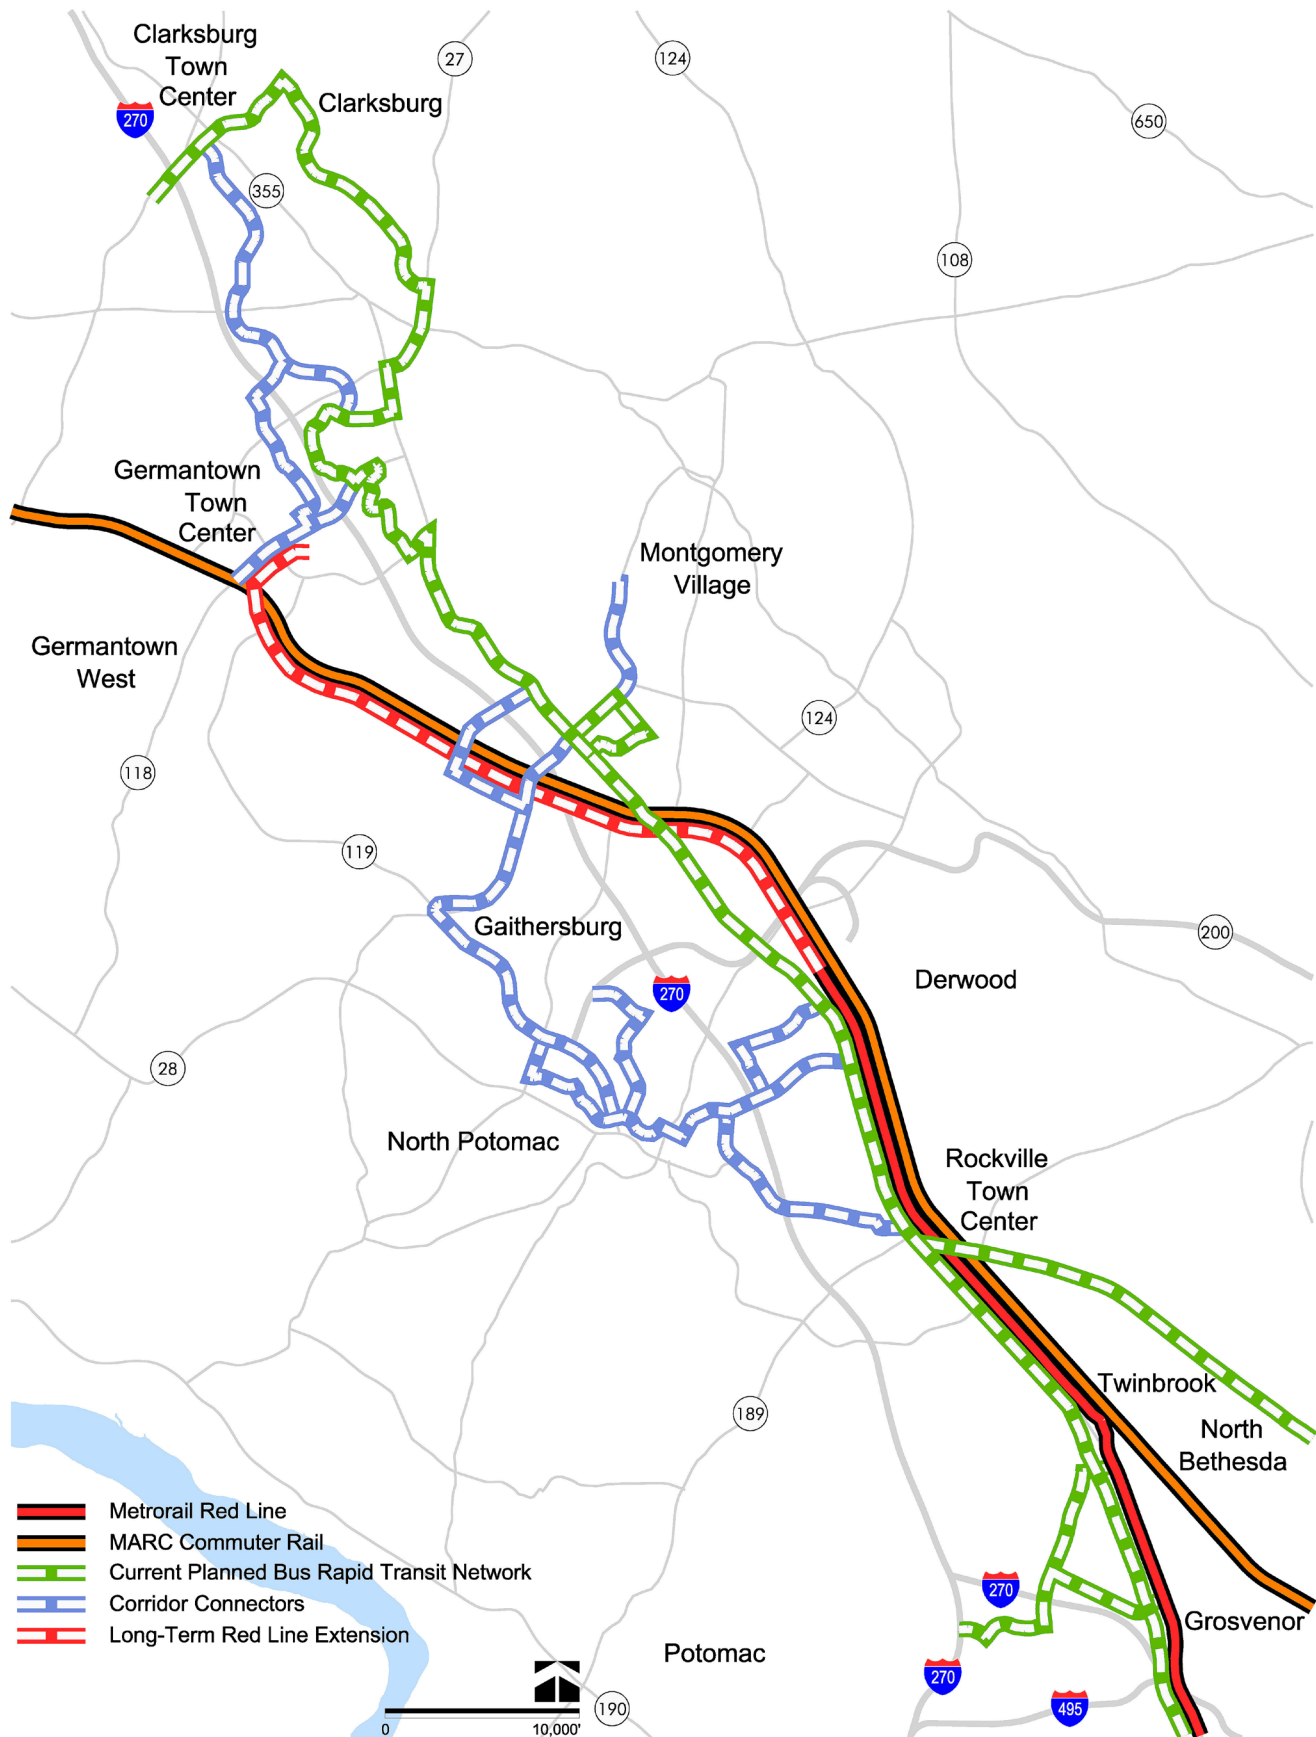 Clarksburg
Town
Center
Clarksburg
27
124
270
650
355
108
Germantown
Town
Center
Montgomery
Village
Germantown
West
124
118
119
Gaithersburg
200
270
Derwood
28
North Potomac
Rockville
Town
Center
Twinbrook
189
North
Bethesda
Metrorail Red Line
MARC Commuter Rail
Current Planned Bus Rapid Transit Network
Corridor Connectors
Long-Term Red Line Extension
270
Grosvenor
Potomac
270
495
190
0 10,000'